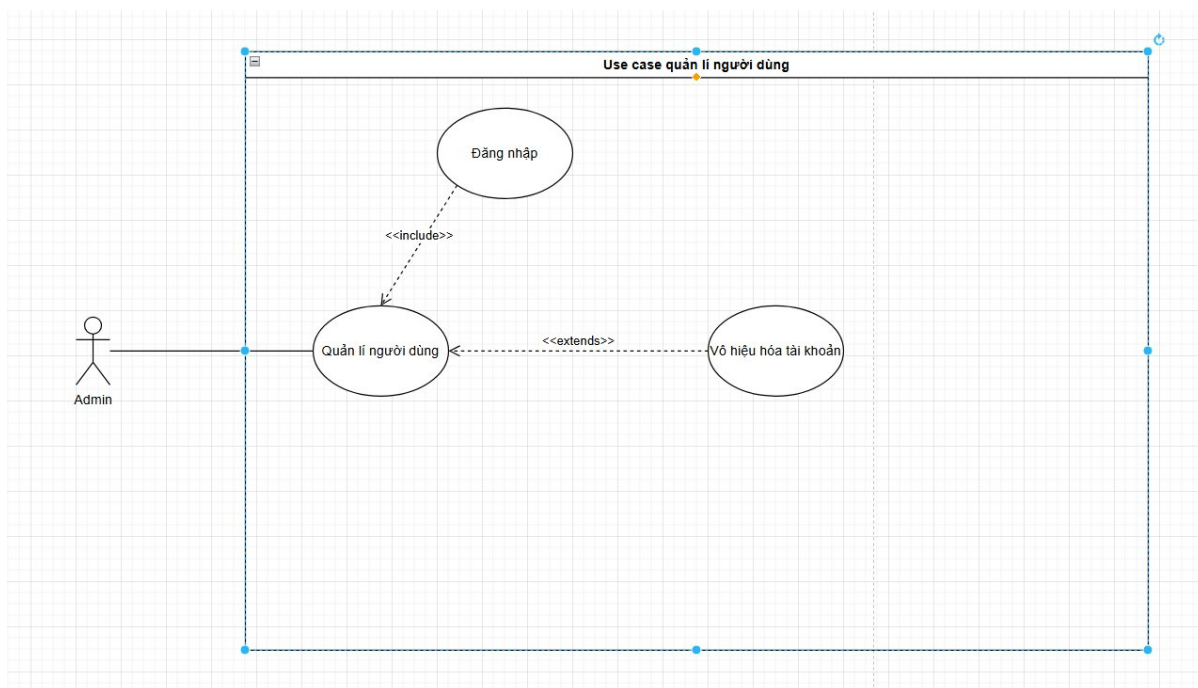 Use case quản lí người dùng
Đăng nhập
<<include>>
<<extends>>
Quản lí người dùng
Vô hiệu hóa tài khoản
Admin